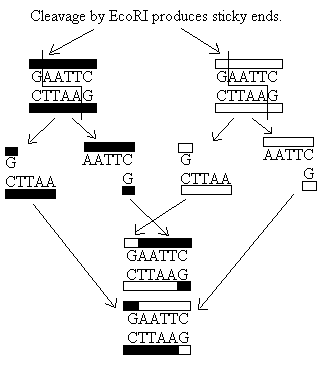 Cleavage by EcoRI produces sticky ends.
GAATTC
CTTAAG
GAATTC
CTTAAG
G
CTTAA
AATTC
G
G
CTTAA
AATTC
G
GAATTC
CTTAAG
GAATTC
CTTAAG